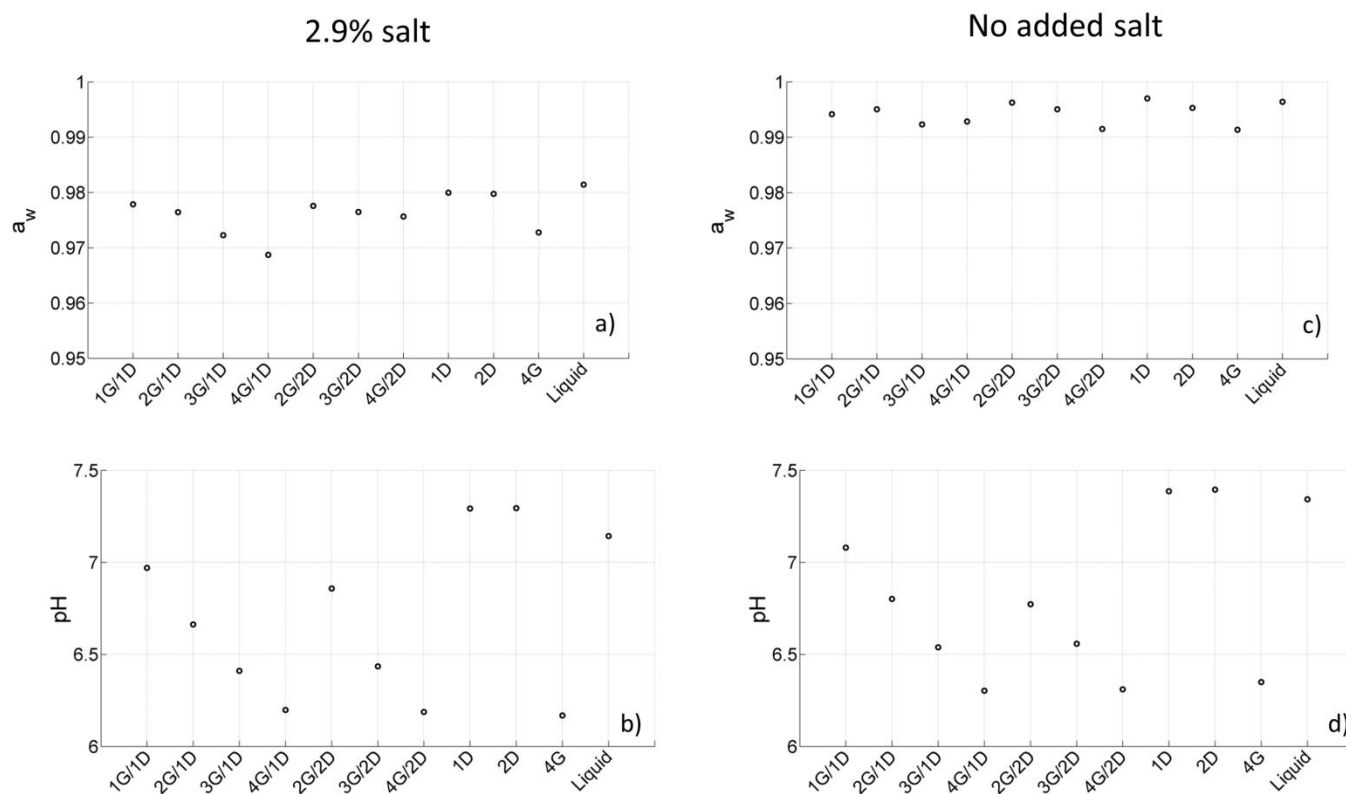 2.9% salt
No added salt
1
0.99
0.98
0.97
0.96
0.95
a_w
a)
1G/1D
2G/1D
3G/1D
4G/1D
2G/2D
3G/2D
4G/2D
1D
2D
4G
Liquid
1
0.99
0.98
0.97
0.96
0.95
a_w
c)
1G/1D
2G/1D
3G/1D
4G/1D
2G/2D
3G/2D
4G/2D
1D
2D
4G
Liquid
7.5
7
6.5
6
pH
b)
1G/1D
2G/1D
3G/1D
4G/1D
2G/2D
3G/2D
4G/2D
1D
2D
4G
Liquid
7.5
7
6.5
6
pH
d)
1G/1D
2G/1D
3G/1D
4G/1D
2G/2D
3G/2D
4G/2D
1D
2D
4G
Liquid